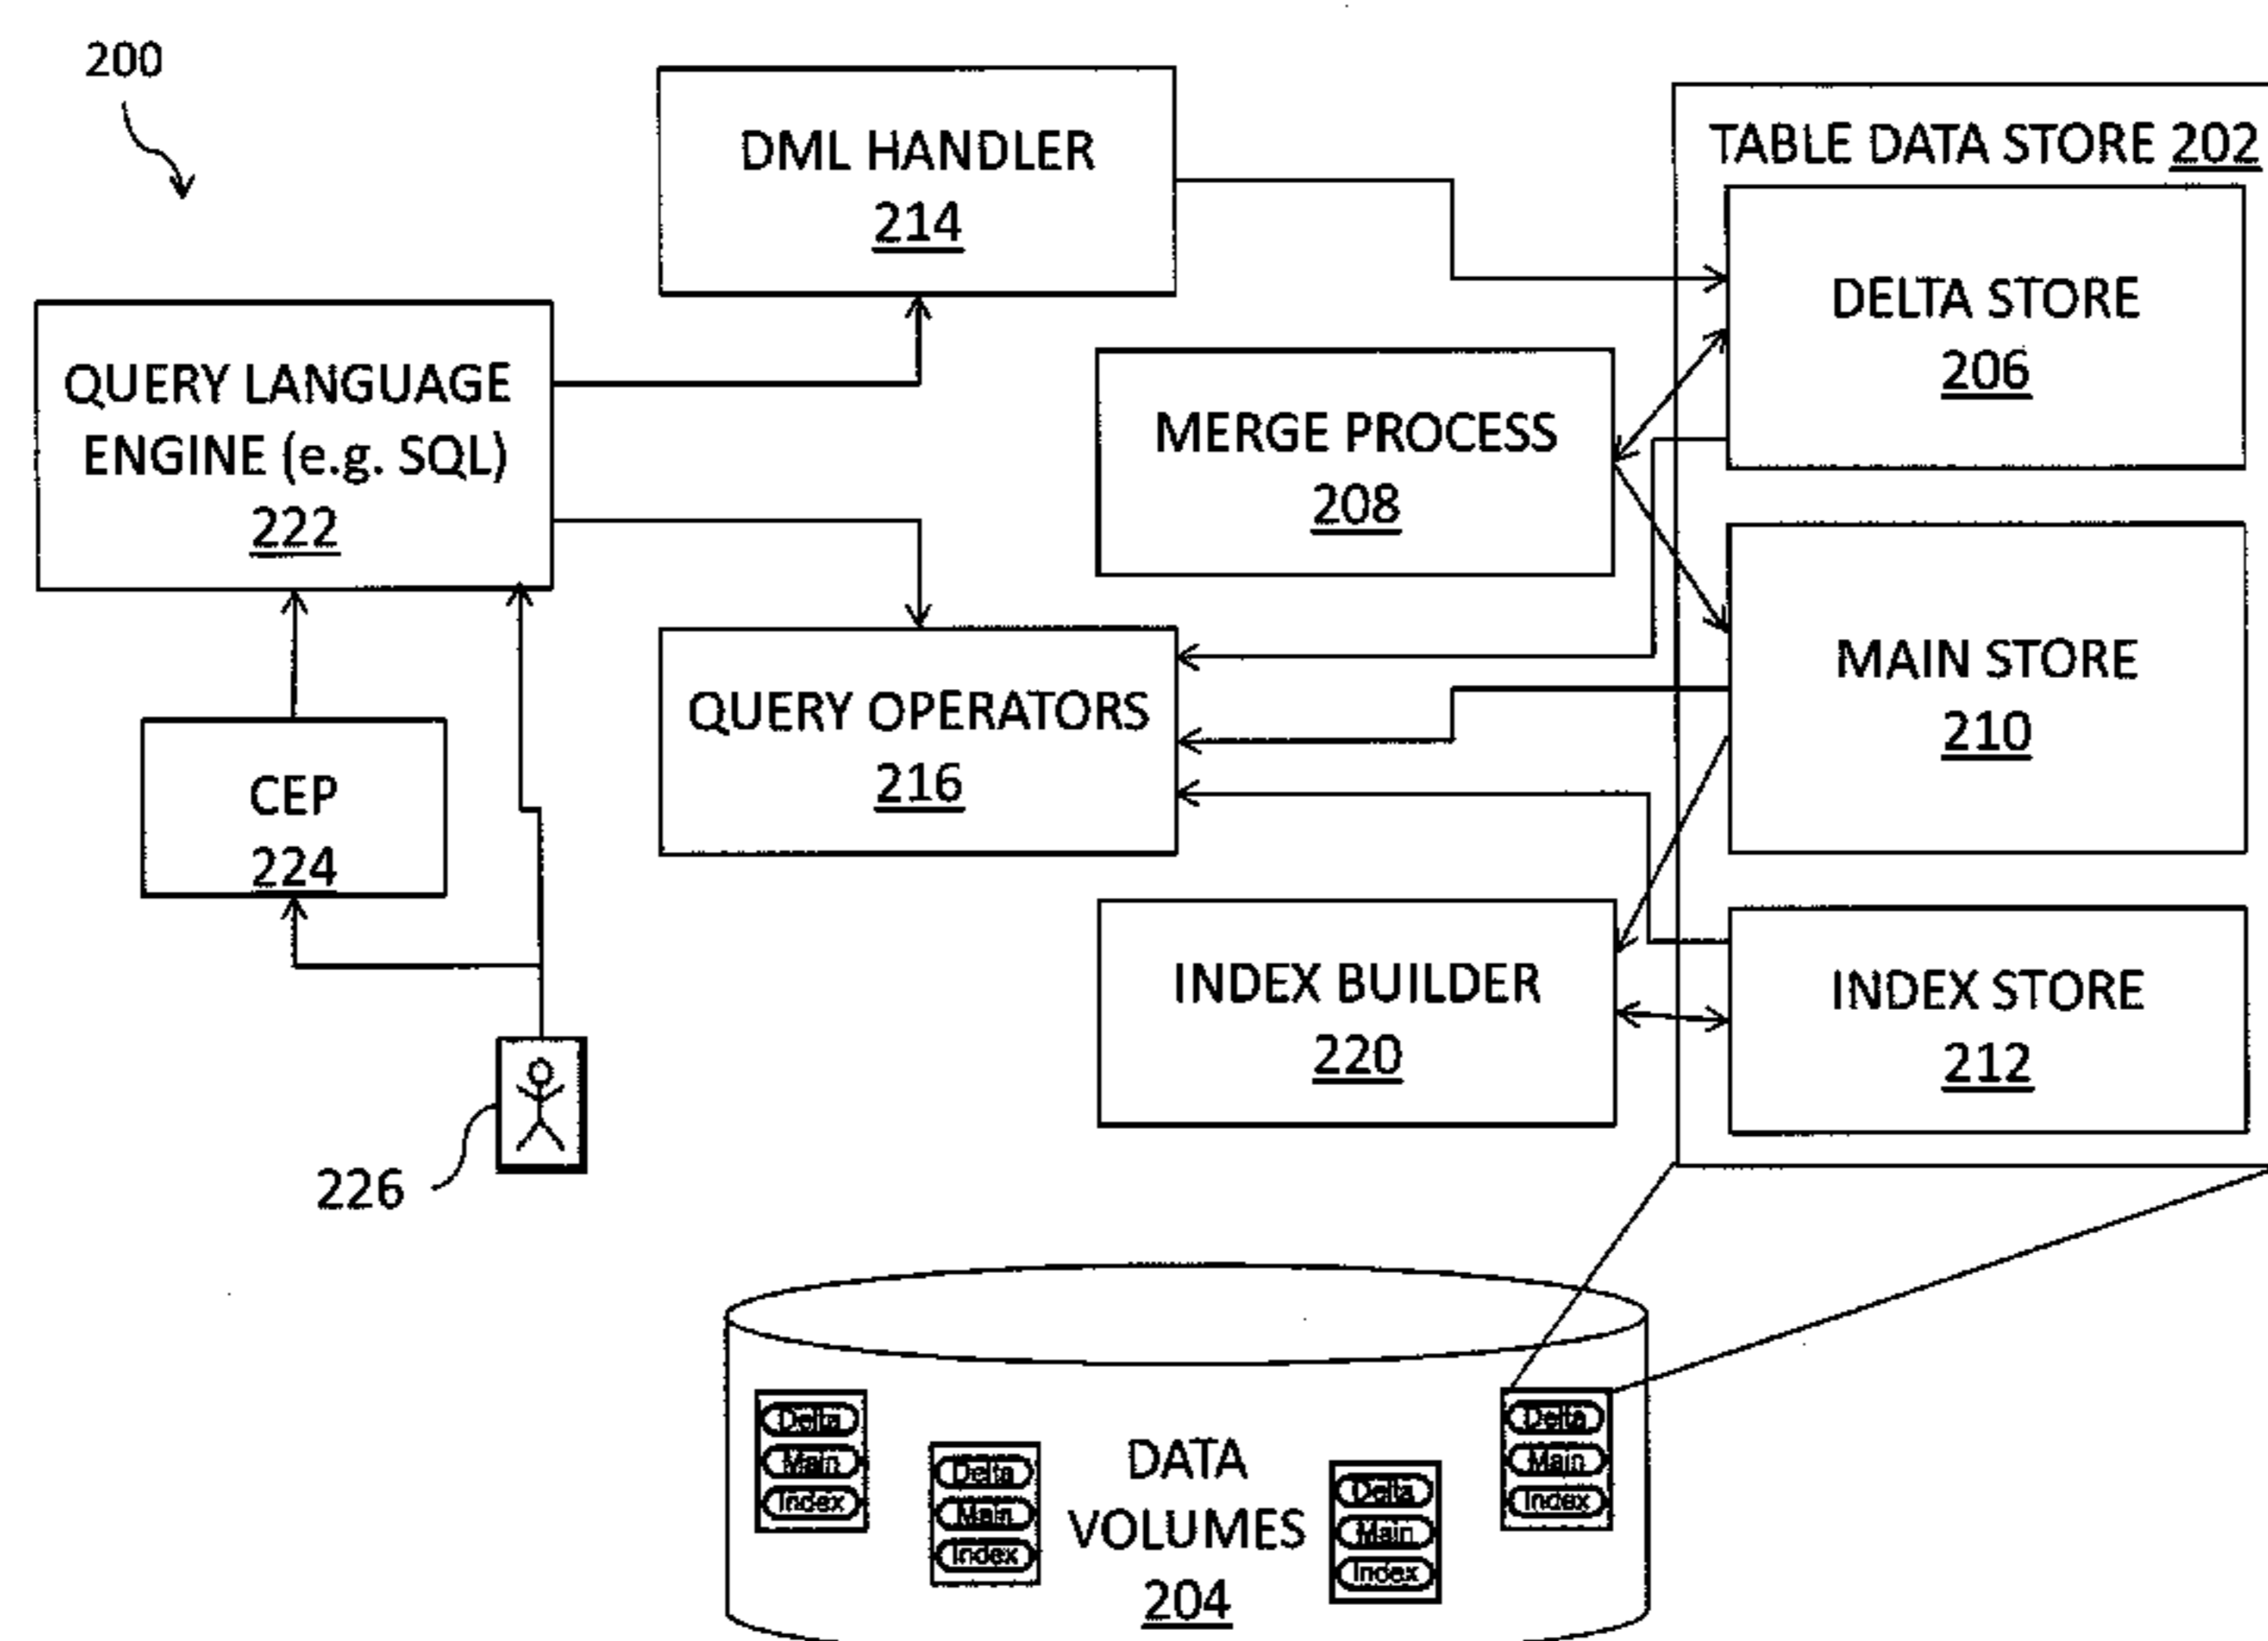 200
DML HANDLER
214
TABLE DATA STORE 202
DELTA STORE
206
QUERY LANGUAGE
ENGINE (e.g. SQL)
222
MERGE PROCESS
208
MAIN STORE
210
QUERY OPERATORS
216
CEP
224
INDEX BUILDER
220
INDEX STORE
212
226
Delta
Main
Index
Delta
Main
Index
DATA
VOLUMES
204
Delta
Main
Index
Delta
Main
Index